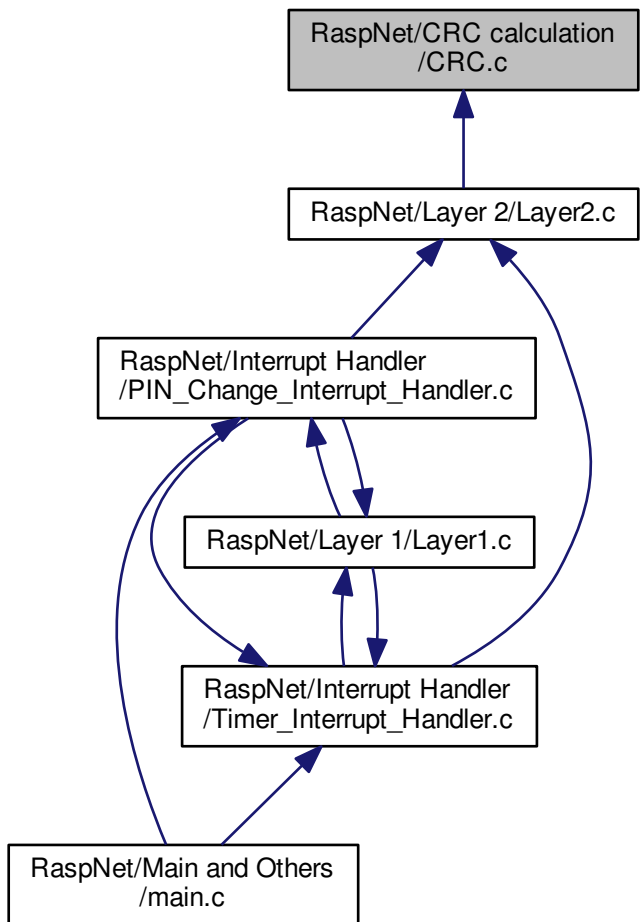 RaspNet/CRC calculation
/CRC.c
RaspNet/Layer 2/Layer2.c
RaspNet/Interrupt Handler
/PIN_Change_Interrupt_Handler.c
RaspNet/Layer 1/Layer1.c
RaspNet/Interrupt Handler
/Timer_Interrupt_Handler.c
RaspNet/Main and Others
/main.c